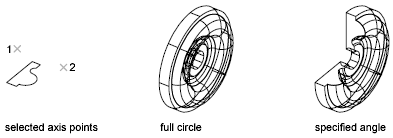 1×
×2
selected axis points
full circle
specified angle